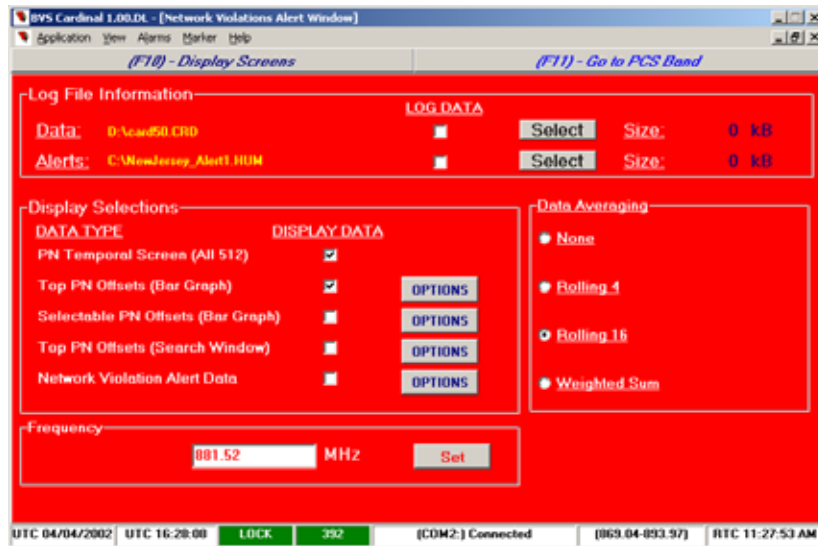 BVS Cardinal 1.00.DL - [Network Violations Alert Window]
Application View Alarms Marker Help
(F10) - Display Screens (F11) - Go to PCS Band
Log File Information
LOG DATA
Data: D:\card50.CRD Select Size: 0 kB
Alerts: C:\NewJersey_Alert1.HUM Select Size: 0 kB
Display Selections
DATA TYPE DISPLAY DATA
PN Temporal Screen (All 512)
Top PN Offsets (Bar Graph) OPTIONS
Selectable PN Offsets (Bar Graph) OPTIONS
Top PN Offsets (Search Window) OPTIONS
Network Violation Alert Data OPTIONS
Data Averaging
None
Rolling 4
Rolling 16
Weighted Sum
Frequency
881.52 MHz Set
UTC 04/04/2002 UTC 16:28:08 LOCK 392 (COM2:) Connected (869.04-893.97) RTC 11:27:53 AM